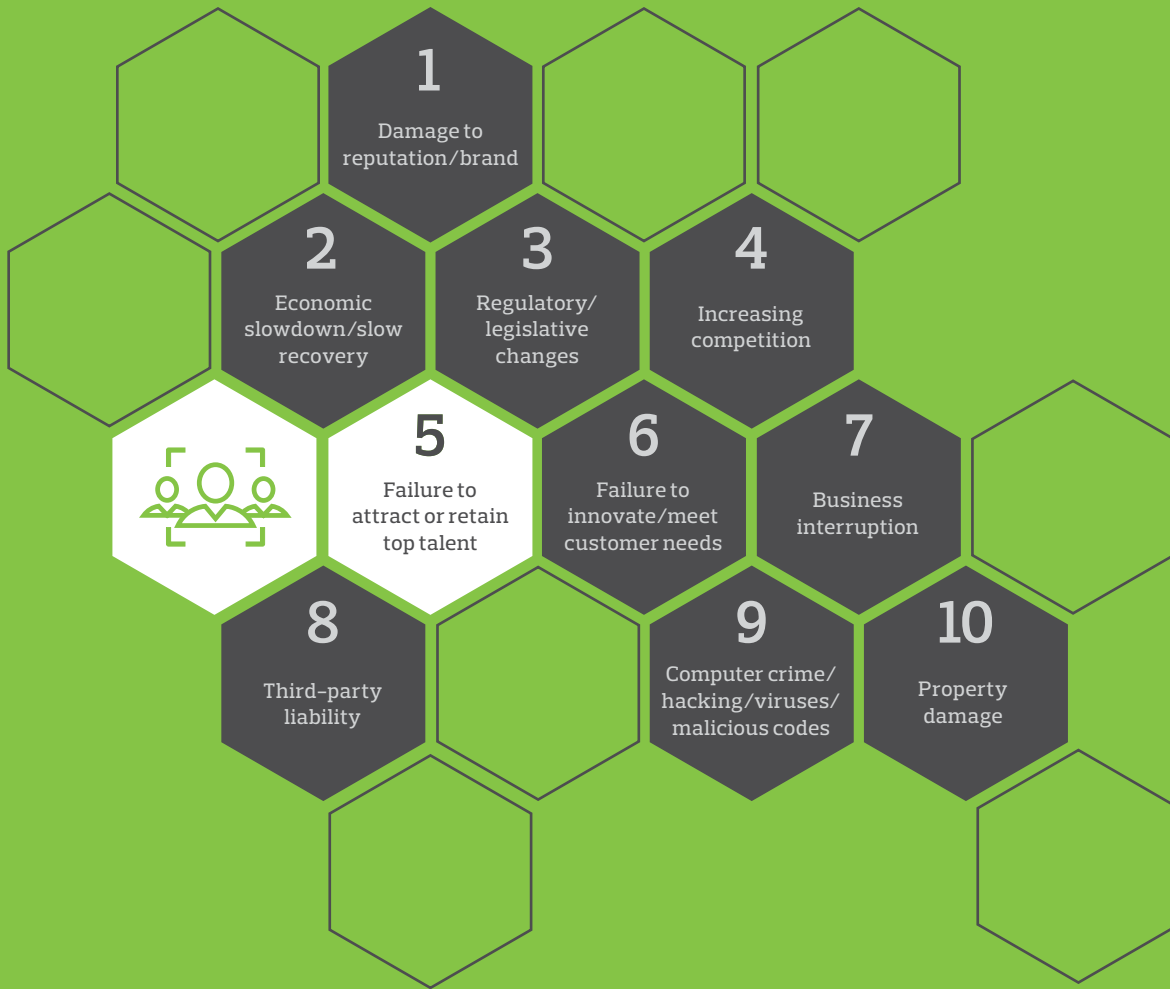 1
Damage to
reputation/brand
2
Economic
slowdown/slow
recovery
3
Regulatory/
legislative
changes
4
Increasing
competition
5
Failure to
attract or retain
top talent
6
Failure to
innovate/meet
customer needs
7
Business
interruption
8
Third-party
liability
9
Computer crime/
hacking/viruses/
malicious codes
10
Property
damage